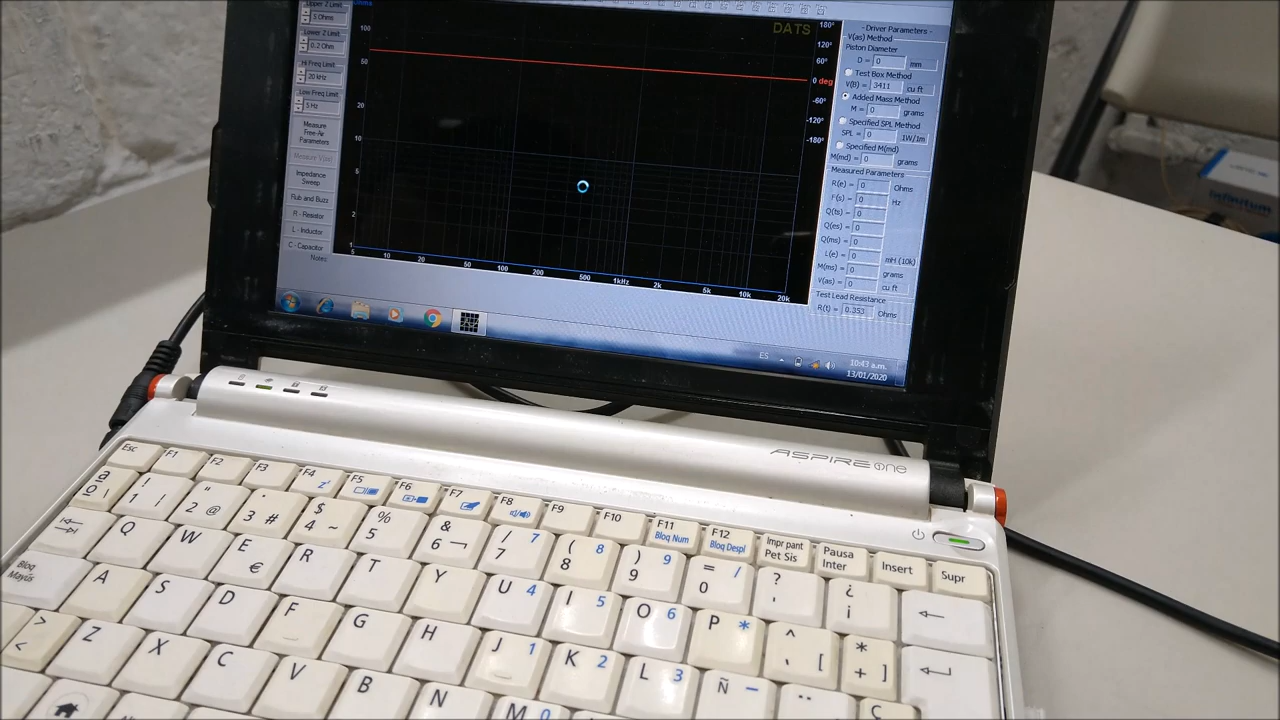 Upper Z Limit
5 Ohms
Lower Z Limit
0.2 Ohm
Hi Freq Limit
20 kHz
Low Freq Limit
5 Hz
Measure
Free-Air
Parameters
Measure V(as)
Impedance
Sweep
Rub and Buzz
R - Resistor
L - Inductor
C - Capacitor
Notes
Ohms
100
50
20
10
5
2
1
5
10
20
50
100
200
500
1kHz
2k
5k
10k
20k
DATS
180°
120°
60°
0 deg
-60°
-120°
-180°
- Driver Parameters -
V(as) Method
Piston Diameter
D = 0 mm
Test Box Method
V(B) = .3411 cu ft
Added Mass Method
M = 0 grams
Specified SPL Method
SPL = 0 1W/1m
Specified M(md)
M(md) = 0 grams
Measured Parameters
R(e) = 0 Ohms
F(s) = 0 Hz
Q(ts) = 0
Q(es) = 0
Q(ms) = 0
L(e) = 0 mH (10k)
M(ms) = 0 grams
V(as) = 0 cu ft
Test Lead Resistance
R(t) = 0.353 Ohms
ES
10:43 a.m.
13/01/2020
infinitum
ASPIRE one
Esc F1 F2 F3 F4 F5 F6 F7 F8 F9 F10 F11 Bloq Num F12 Bloq Despl Impr pant Pet Sis Pausa Inter Insert Supr
ª º \ ! 1 | " 2 @ · 3 # $ 4 ~ % 5 & 6 ¬ / 7 7 ( 8 8 ) 9 9 = 0 / ? ' ¿ ¡ ←
Q W E € R T Y U 4 I 5 O 6 P * ^ ` [ * + ]
Bloq Mayús A S D F G H J 1 K 2 L 3 Ñ – ¨ Ç
> < Z X C V B N M 0